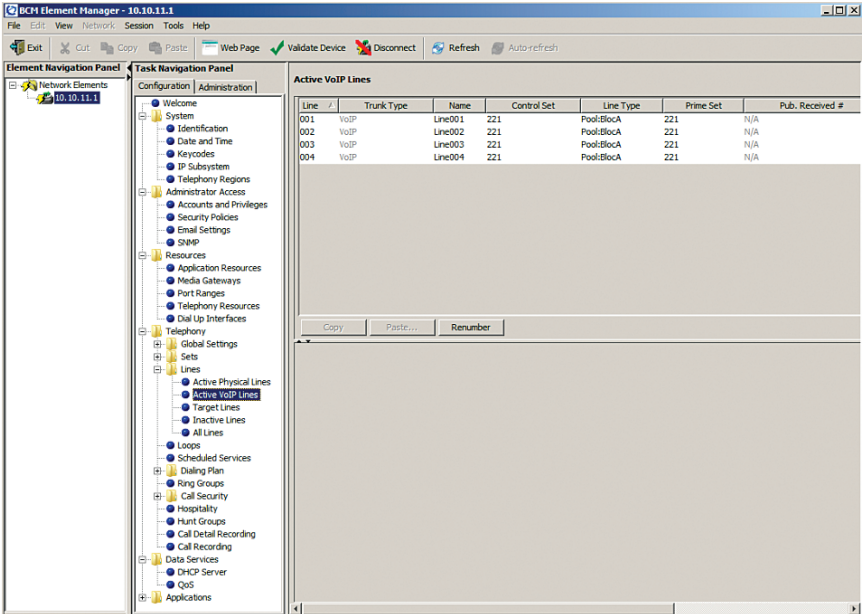 BCM Element Manager - 10.10.11.1
File Edit View Network Session Tools Help
Exit Cut Copy Paste Web Page Validate Device Disconnect Refresh Auto-refresh
Element Navigation Panel
Network Elements
10.10.11.1
Task Navigation Panel
Configuration Administration
Welcome
System
Identification
Date and Time
Keycodes
IP Subsystem
Telephony Regions
Administrator Access
Accounts and Privileges
Security Policies
Email Settings
SNMP
Resources
Application Resources
Media Gateways
Port Ranges
Telephony Resources
Dial Up Interfaces
Telephony
Global Settings
Sets
Lines
Active Physical Lines
Active VoIP Lines
Target Lines
Inactive Lines
All Lines
Loops
Scheduled Services
Dialing Plan
Ring Groups
Call Security
Hospitality
Hunt Groups
Call Detail Recording
Call Recording
Data Services
DHCP Server
QoS
Applications
Active VoIP Lines
Line Trunk Type Name Control Set Line Type Prime Set Pub. Received #
001 VoIP Line001 221 Pool:BlocA 221 N/A
002 VoIP Line002 221 Pool:BlocA 221 N/A
003 VoIP Line003 221 Pool:BlocA 221 N/A
004 VoIP Line004 221 Pool:BlocA 221 N/A
Copy Paste... Renumber